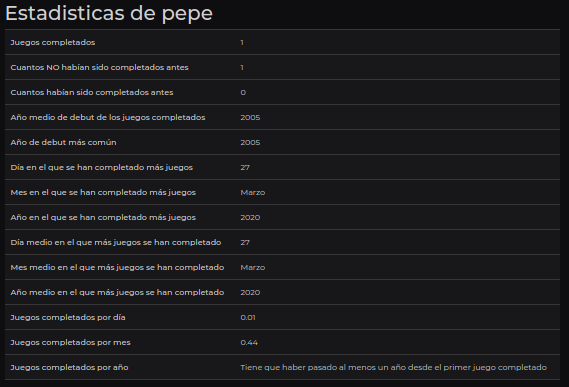 Estadisticas de pepe
Juegos completados 1
Cuantos NO habían sido completados antes 1
Cuantos habían sido completados antes 0
Año medio de debut de los juegos completados 2005
Año de debut más común 2005
Día en el que se han completado más juegos 27
Mes en el que se han completado más juegos Marzo
Año en el que se han completado más juegos 2020
Día medio en el que más juegos se han completado 27
Mes medio en el que más juegos se han completado Marzo
Año medio en el que más juegos se han completado 2020
Juegos completados por día 0.01
Juegos completados por mes 0.44
Juegos completados por año Tiene que haber pasado al menos un año desde el primer juego completado